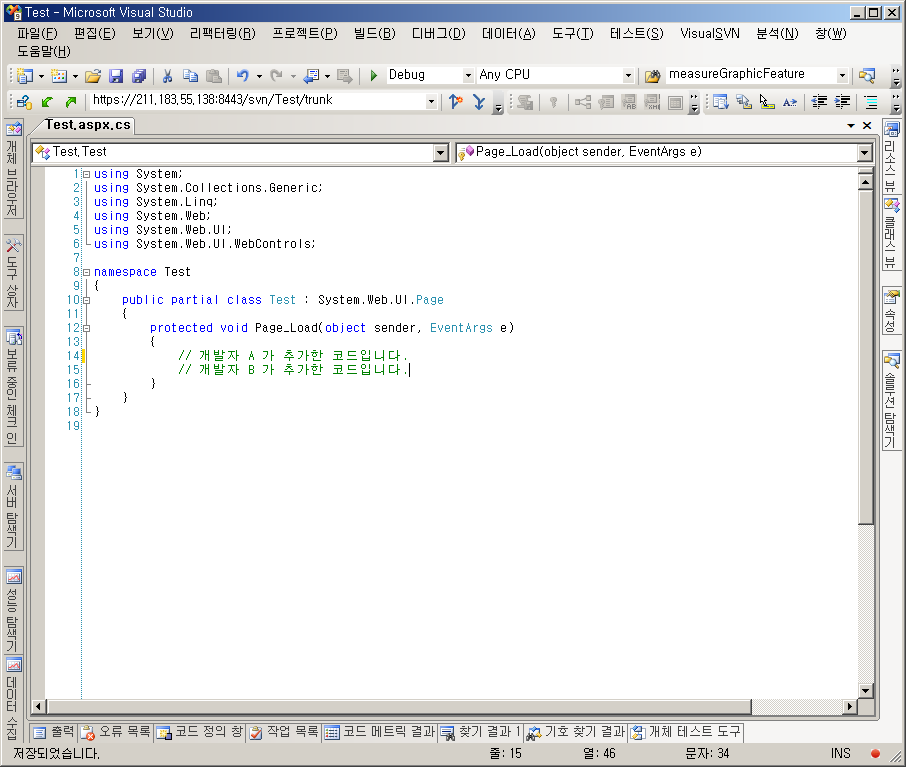 Test - Microsoft Visual Studio
파일(F) 편집(E) 보기(V) 리팩터링(R) 프로젝트(P) 빌드(B) 디버그(D) 데이터(A) 도구(T) 테스트(S) VisualSVN 분석(N) 창(W)
도움말(H)
Debug Any CPU measureGraphicFeature
https://211.183.55.138:8443/svn/Test/trunk
Test.aspx.cs
Test.Test Page_Load(object sender, EventArgs e)
개체 브라우저
도구 상자
보류 중인 체크 인
서버 탐색기
성능 탐색기
데이터 수집
1 using System;
2 using System.Collections.Generic;
3 using System.Linq;
4 using System.Web;
5 using System.Web.UI;
6 using System.Web.UI.WebControls;
7
8 namespace Test
9 {
10 public partial class Test : System.Web.UI.Page
11 {
12 protected void Page_Load(object sender, EventArgs e)
13 {
14 // 개발자 A 가 추가한 코드입니다.
15 // 개발자 B 가 추가한 코드입니다.
16 }
17 }
18 }
19
리소스 뷰
클래스 뷰
속성
솔루션 탐색기
출력 오류 목록 코드 정의 창 작업 목록 코드 메트릭 결과 찾기 결과 1 기호 찾기 결과 개체 테스트 도구
저장되었습니다. 줄: 15 열: 46 문자: 34 INS